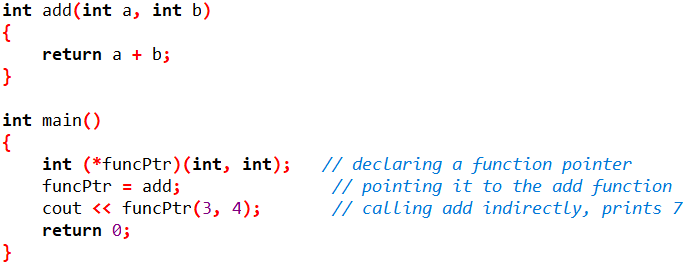 int add(int a, int b)
{
    return a + b;
}

int main()
{
    int (*funcPtr)(int, int);   // declaring a function pointer
    funcPtr = add;               // pointing it to the add function
    cout << funcPtr(3, 4);       // calling add indirectly, prints 7
    return 0;
}